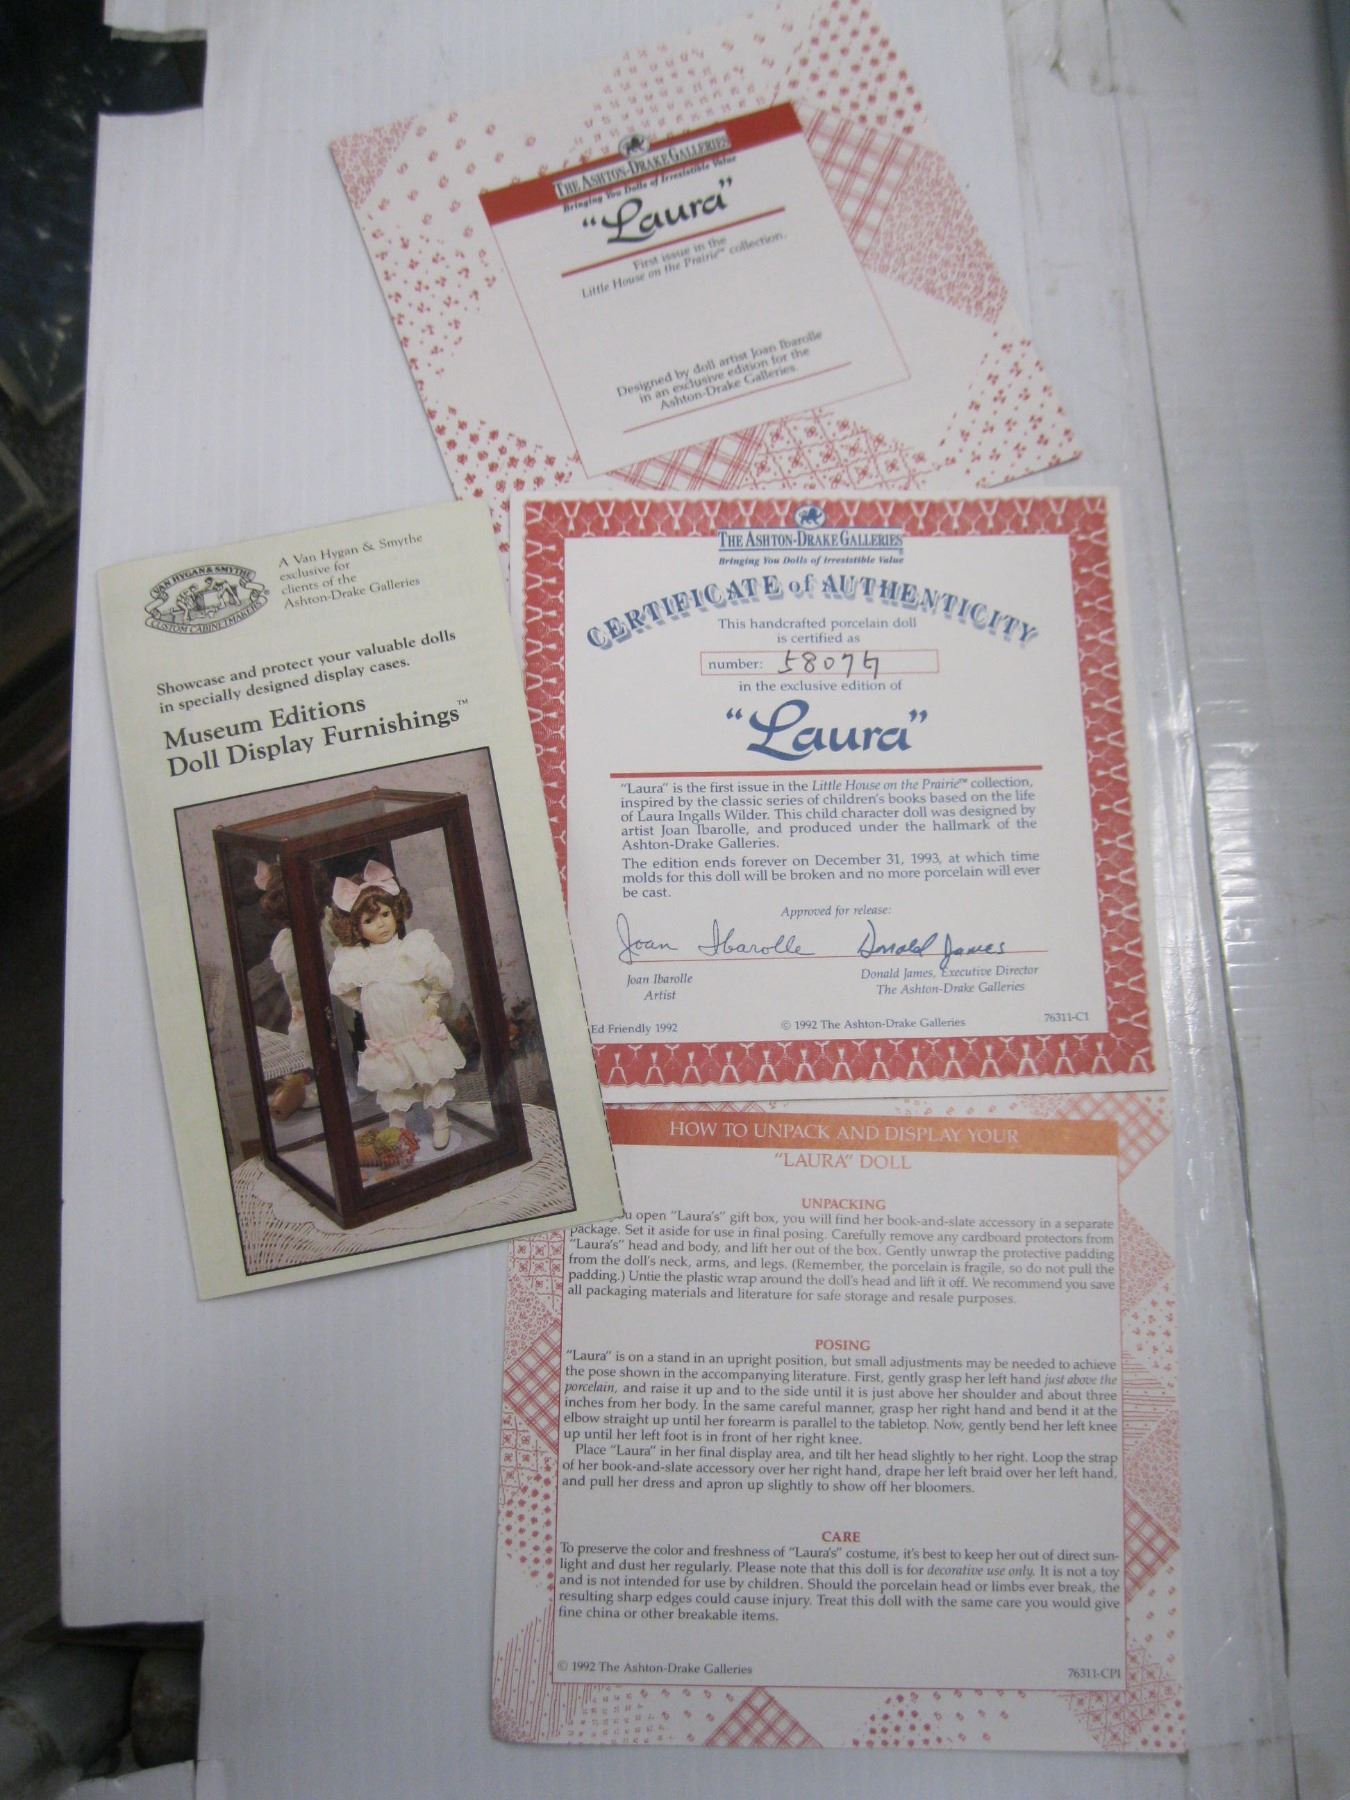 THE ASHTON-DRAKE GALLERIES
Bringing You Dolls of Irresistible Value
"Laura"
First issue in the
Little House on the Prairie™ collection.
Designed by doll artist Joan Ibarolle
in an exclusive edition for the
Ashton-Drake Galleries.
VAN HYGAN & SMYTHE
CUSTOM CABINETMAKERS
A Van Hygan & Smythe
exclusive for
clients of the
Ashton-Drake Galleries
Showcase and protect your valuable dolls
in specially designed display cases.
Museum Editions
Doll Display Furnishings™
THE ASHTON-DRAKE GALLERIES
Bringing You Dolls of Irresistible Value
CERTIFICATE of AUTHENTICITY
This handcrafted porcelain doll
is certified as
number: 5807
in the exclusive edition of
"Laura"
"Laura" is the first issue in the Little House on the Prairie™ collection,
inspired by the classic series of children's books based on the life
of Laura Ingalls Wilder. This child character doll was designed by
artist Joan Ibarolle, and produced under the hallmark of the
Ashton-Drake Galleries.
The edition ends forever on December 31, 1993, at which time
molds for this doll will be broken and no more porcelain will ever
be cast.
Approved for release:
Joan Ibarolle Donald James
Joan Ibarolle
Artist
Donald James, Executive Director
The Ashton-Drake Galleries
Ed Friendly 1992
© 1992 The Ashton-Drake Galleries
76311-C1
HOW TO UNPACK AND DISPLAY YOUR
"LAURA" DOLL
UNPACKING
u open "Laura's" gift box, you will find her book-and-slate accessory in a separate
package. Set it aside for use in final posing. Carefully remove any cardboard protectors from
"Laura's" head and body, and lift her out of the box. Gently unwrap the protective padding
from the doll's neck, arms, and legs. (Remember, the porcelain is fragile, so do not pull the
padding.) Untie the plastic wrap around the doll's head and lift it off. We recommend you save
all packaging materials and literature for safe storage and resale purposes.
POSING
"Laura" is on a stand in an upright position, but small adjustments may be needed to achieve
the pose shown in the accompanying literature. First, gently grasp her left hand just above the
porcelain, and raise it up and to the side until it is just above her shoulder and about three
inches from her body. In the same careful manner, grasp her right hand and bend it at the
elbow straight up until her forearm is parallel to the tabletop. Now, gently bend her left knee
up until her left foot is in front of her right knee.
Place "Laura" in her final display area, and tilt her head slightly to her right. Loop the strap
of her book-and-slate accessory over her right hand, drape her left braid over her left hand,
and pull her dress and apron up slightly to show off her bloomers.
CARE
To preserve the color and freshness of "Laura's" costume, it's best to keep her out of direct sun-
light and dust her regularly. Please note that this doll is for decorative use only. It is not a toy
and is not intended for use by children. Should the porcelain head or limbs ever break, the
resulting sharp edges could cause injury. Treat this doll with the same care you would give
fine china or other breakable items.
© 1992 The Ashton-Drake Galleries
76311-CPI